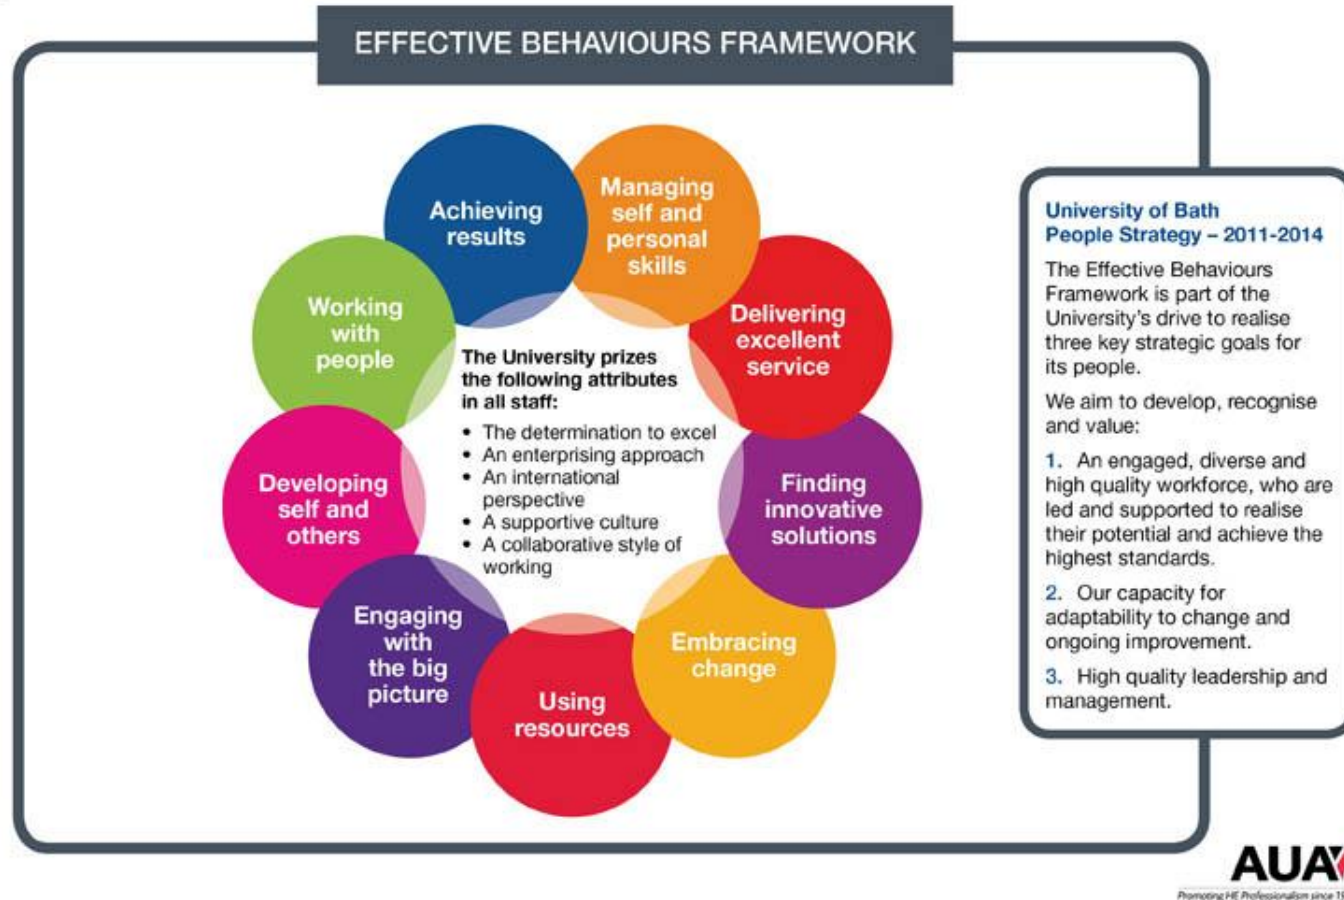 EFFECTIVE BEHAVIOURS FRAMEWORK
Achieving
results
Managing
self and
personal
skills
Delivering
excellent
service
Finding
innovative
solutions
Embracing
change
Using
resources
Engaging
with
the big
picture
Developing
self and
others
Working
with
people
The University prizes
the following attributes
in all staff:
• The determination to excel
• An enterprising approach
• An international
perspective
• A supportive culture
• A collaborative style of
working
University of Bath
People Strategy – 2011-2014
The Effective Behaviours
Framework is part of the
University's drive to realise
three key strategic goals for
its people.
We aim to develop, recognise
and value:
1. An engaged, diverse and
high quality workforce, who are
led and supported to realise
their potential and achieve the
highest standards.
2. Our capacity for
adaptability to change and
ongoing improvement.
3. High quality leadership and
management.
AUA
Promoting HE Professionalism since